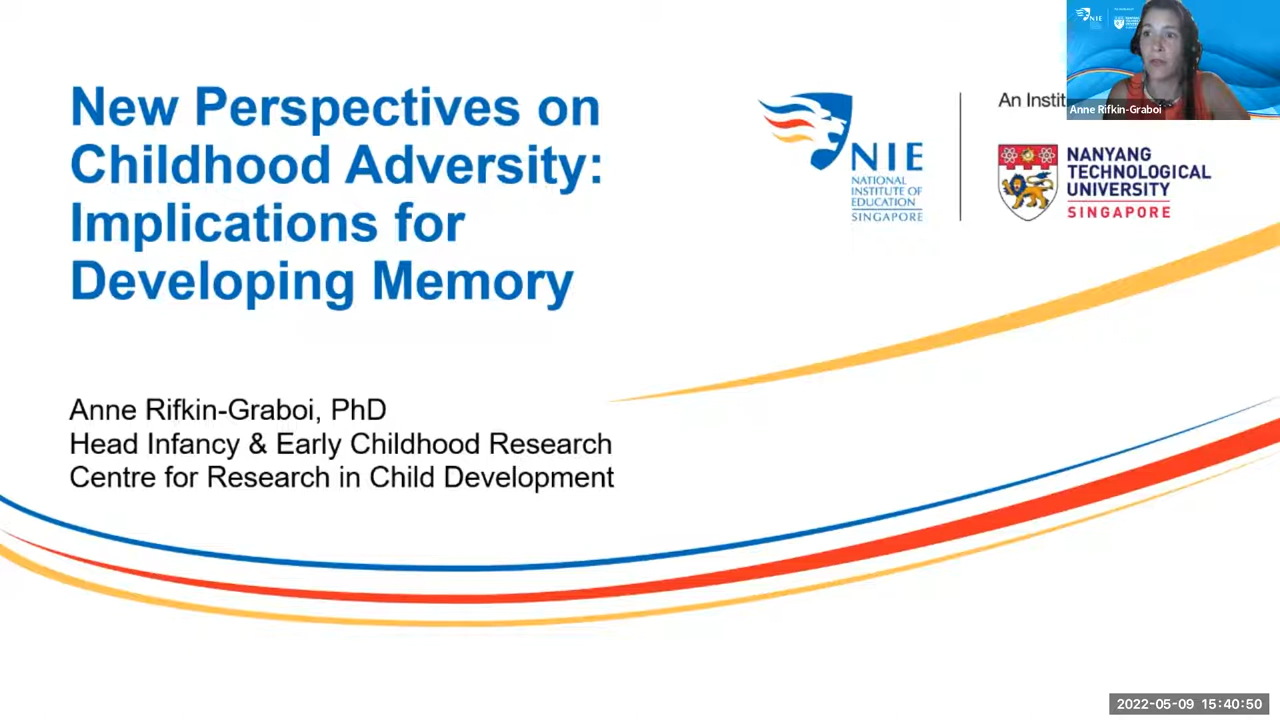 New Perspectives on
Childhood Adversity:
Implications for
Developing Memory
Anne Rifkin-Graboi, PhD
Head Infancy & Early Childhood Research
Centre for Research in Child Development
NIE
NATIONAL
INSTITUTE OF
EDUCATION
SINGAPORE
An Instit
NANYANG
TECHNOLOGICAL
UNIVERSITY
SINGAPORE
NIE
Anne Rifkin-Graboi
2022-05-09 15:40:50